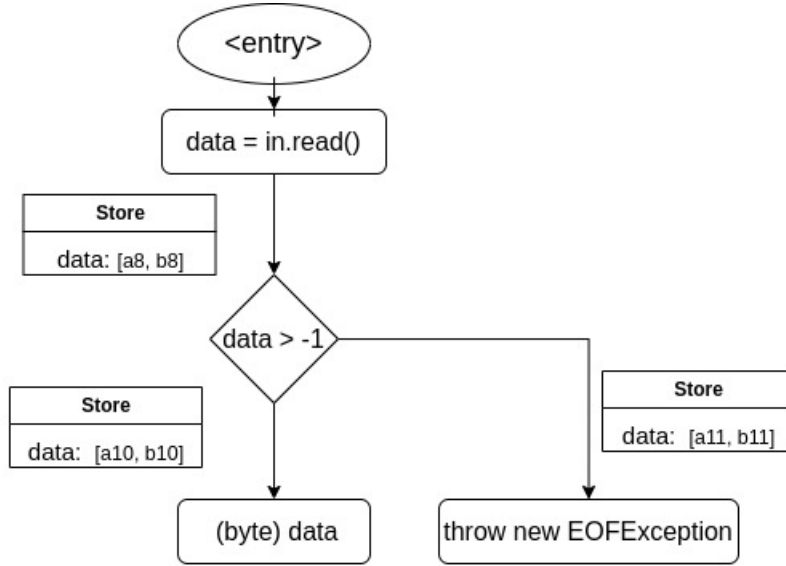 <entry>
data = in.read()
Store
data: [a8, b8]
data > -1
Store
data: [a10, b10]
Store
data: [a11, b11]
(byte) data
throw new EOFException